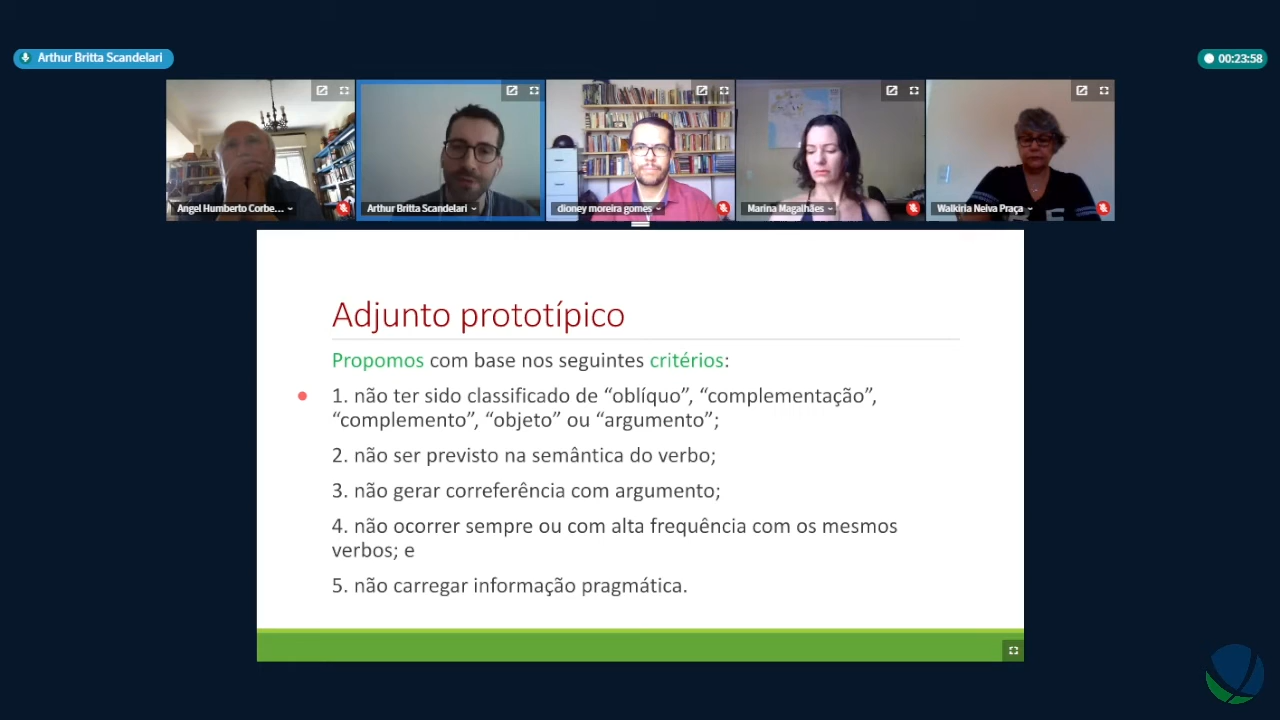 Arthur Britta Scandelari
00:23:58
Angel Humberto Corbe...
Arthur Britta Scandelari
dioney moreira gomes
Marina Magalhães
Walkiria Neiva Praça
Adjunto prototípico
Propomos com base nos seguintes critérios:
1. não ter sido classificado de “oblíquo”, “complementação”,
“complemento”, “objeto” ou “argumento”;
2. não ser previsto na semântica do verbo;
3. não gerar correferência com argumento;
4. não ocorrer sempre ou com alta frequência com os mesmos
verbos; e
5. não carregar informação pragmática.